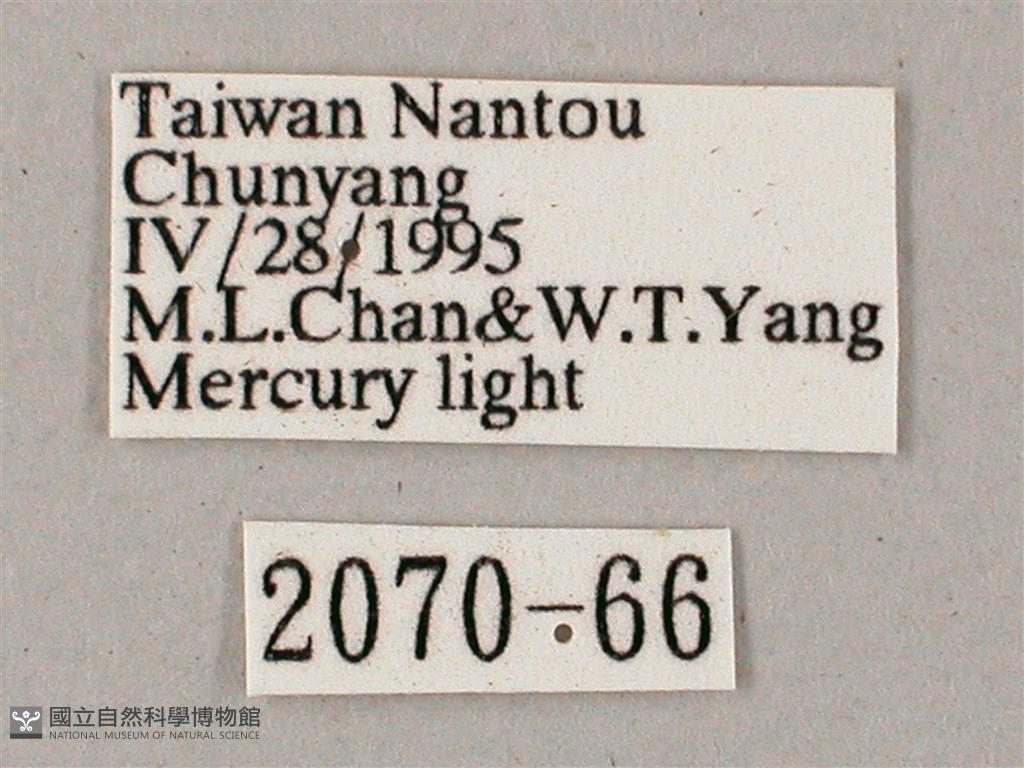 Taiwan Nantou
Chunyang
IV/28/1995
M.L.Chan&W.T.Yang
Mercury light
2070-66
國立自然科學博物館
NATIONAL MUSEUM OF NATURAL SCIENCE